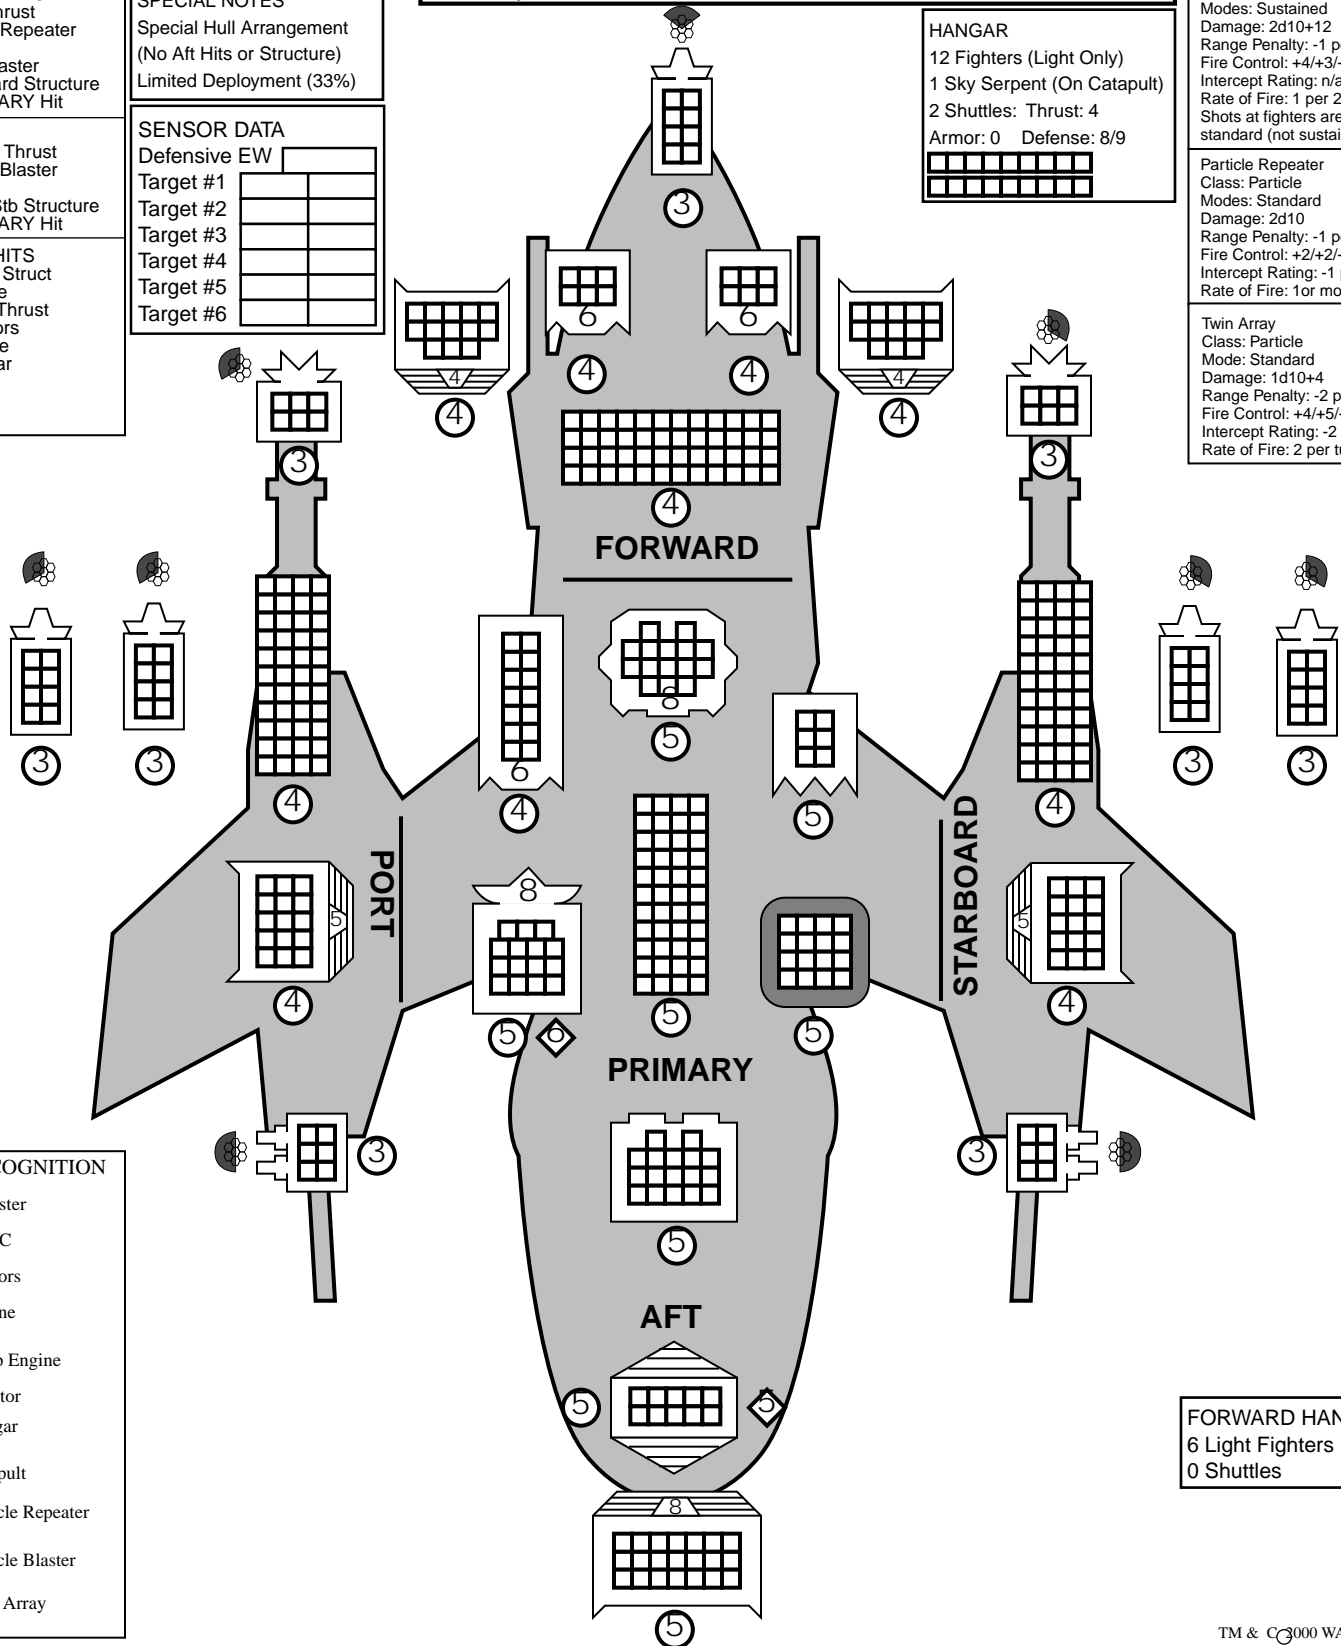 hrust
Repeater
aster
rd Structure
ARY Hit
Thrust
Blaster
Stb Structure
ARY Hit
HITS
Struct
e
Thrust
ors
e
ar
SPECIAL NOTES
Special Hull Arrangement
(No Aft Hits or Structure)
Limited Deployment (33%)
SENSOR DATA
Defensive EW
Target #1
Target #2
Target #3
Target #4
Target #5
Target #6
HANGAR
12 Fighters (Light Only)
1 Sky Serpent (On Catapult)
2 Shuttles: Thrust: 4
Armor: 0 Defense: 8/9
Modes: Sustained
Damage: 2d10+12
Range Penalty: -1 p
Fire Control: +4/+3/-
Intercept Rating: n/a
Rate of Fire: 1 per 2
Shots at fighters are
standard (not sustai
Particle Repeater
Class: Particle
Modes: Standard
Damage: 2d10
Range Penalty: -1 p
Fire Control: +2/+2/-
Intercept Rating: -1
Rate of Fire: 1or mo
Twin Array
Class: Particle
Mode: Standard
Damage: 1d10+4
Range Penalty: -2 p
Fire Control: +4/+5/-
Intercept Rating: -2
Rate of Fire: 2 per t
3
6 6
4 4
4 4
4 4
3 3
4
FORWARD
8
5
3 3 3 3
6
4 4 4
5
PORT
STARBOARD
8
5 5
4 4
5
5 6 5
PRIMARY
3 3
5
AFT
5 5
8
5
COGNITION
ster
C
ors
ne
p Engine
tor
gar
pult
cle Repeater
cle Blaster
Array
FORWARD HAN
6 Light Fighters
0 Shuttles
TM & C 2000 WA